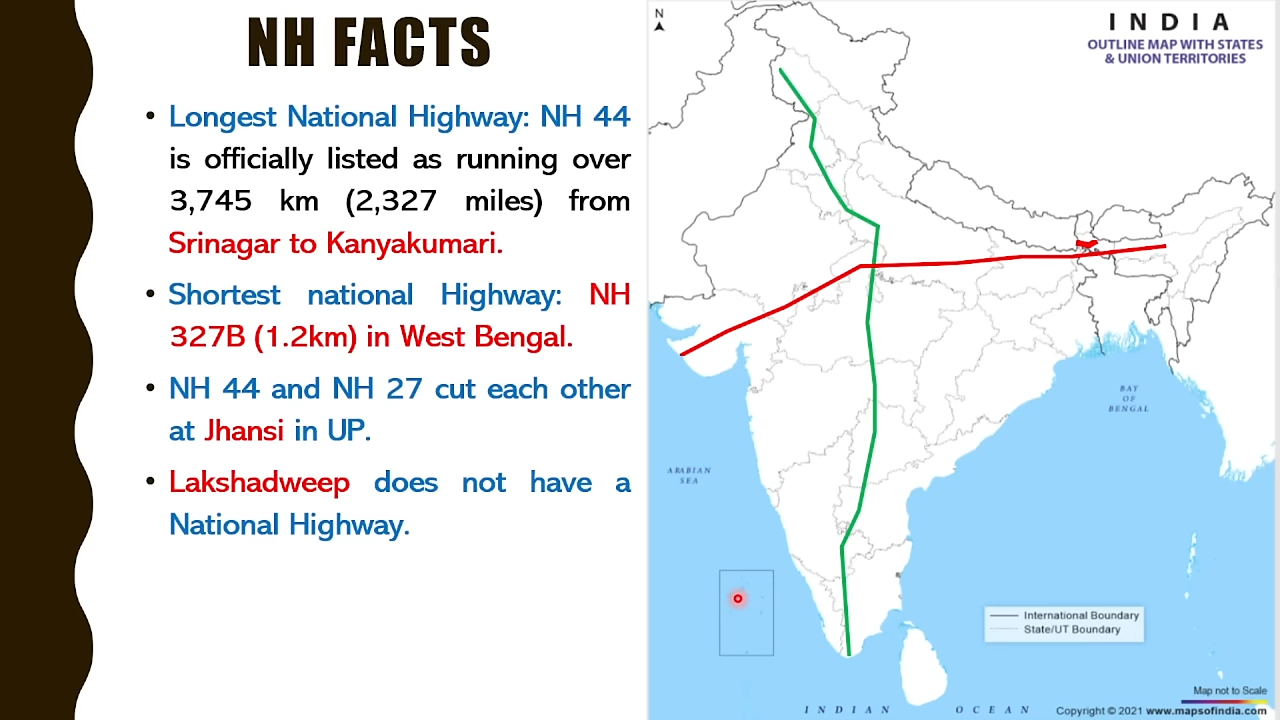 NH FACTS
• Longest National Highway: NH 44
is officially listed as running over
3,745 km (2,327 miles) from
Srinagar to Kanyakumari.
• Shortest national Highway: NH
327B (1.2km) in West Bengal.
• NH 44 and NH 27 cut each other
at Jhansi in UP.
• Lakshadweep does not have a
National Highway.
N
INDIA
OUTLINE MAP WITH STATES
& UNION TERRITORIES
BAY
OF
BENGAL
ARABIAN
SEA
International Boundary
State/UT Boundary
Map not to Scale
INDIAN OCEAN
Copyright © 2021 www.mapsofindia.com